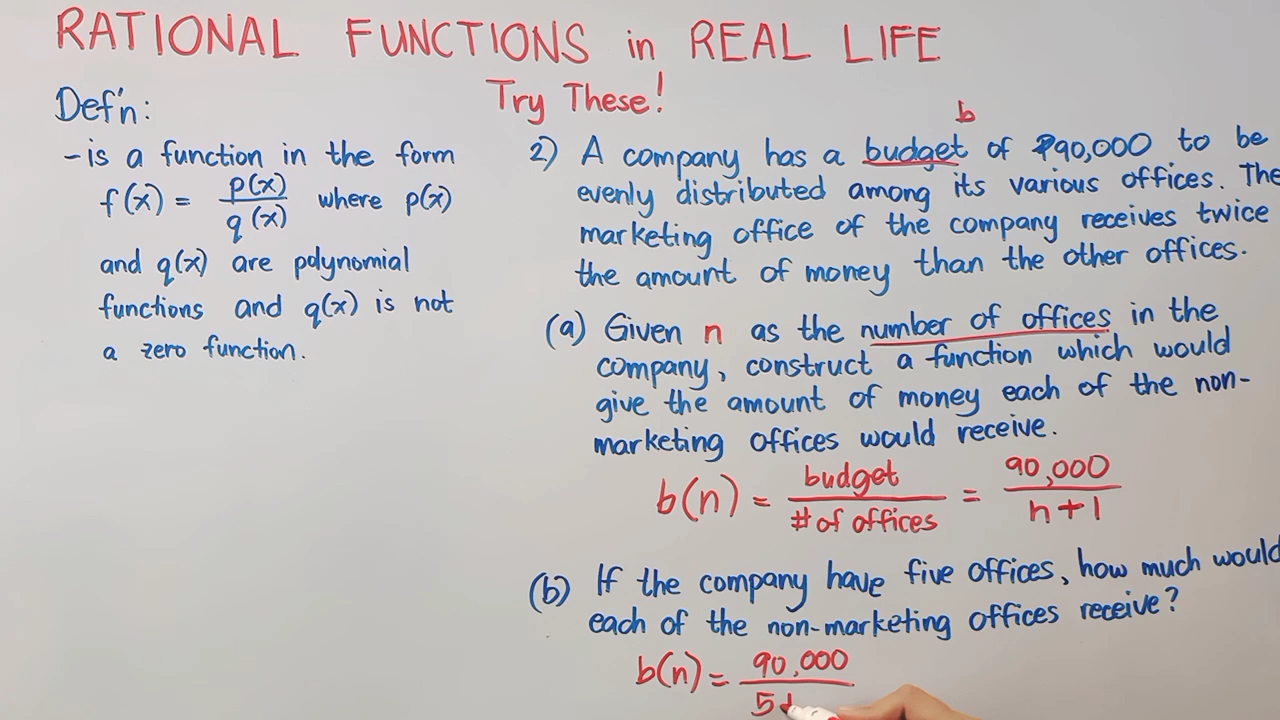 RATIONAL FUNCTIONS in REAL LIFE
Def'n:
- is a function in the form
f(x) = p(x)/q(x) where p(x)
and q(x) are polynomial
functions and q(x) is not
a zero function.
Try These!
b
2) A company has a budget of ₱90,000 to be
evenly distributed among its various offices. The
marketing office of the company receives twice
the amount of money than the other offices.
(a) Given n as the number of offices in the
company, construct a function which would
give the amount of money each of the non-
marketing offices would receive.
b(n) = budget/# of offices = 90,000/n+1
(b) If the company have five offices, how much would
each of the non-marketing offices receive?
b(n) = 90,000/5